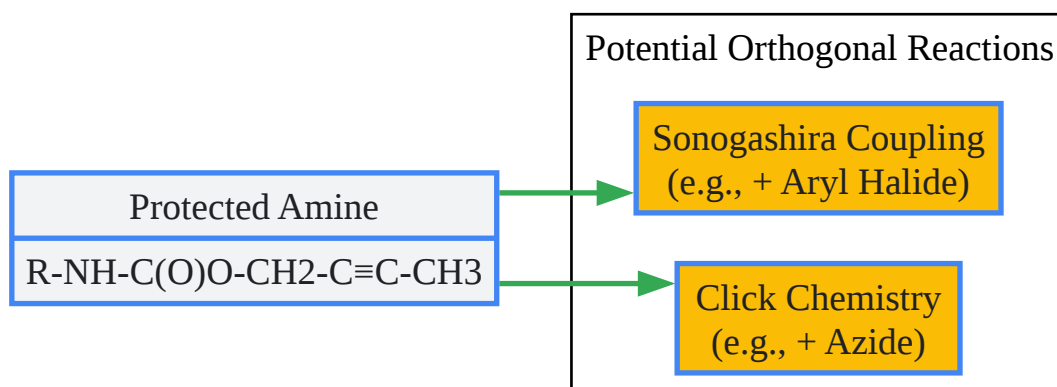 Potential Orthogonal Reactions
Sonogashira Coupling
(e.g., + Aryl Halide)
Protected Amine
R-NH-C(O)O-CH2-C≡C-CH3
Click Chemistry
(e.g., + Azide)